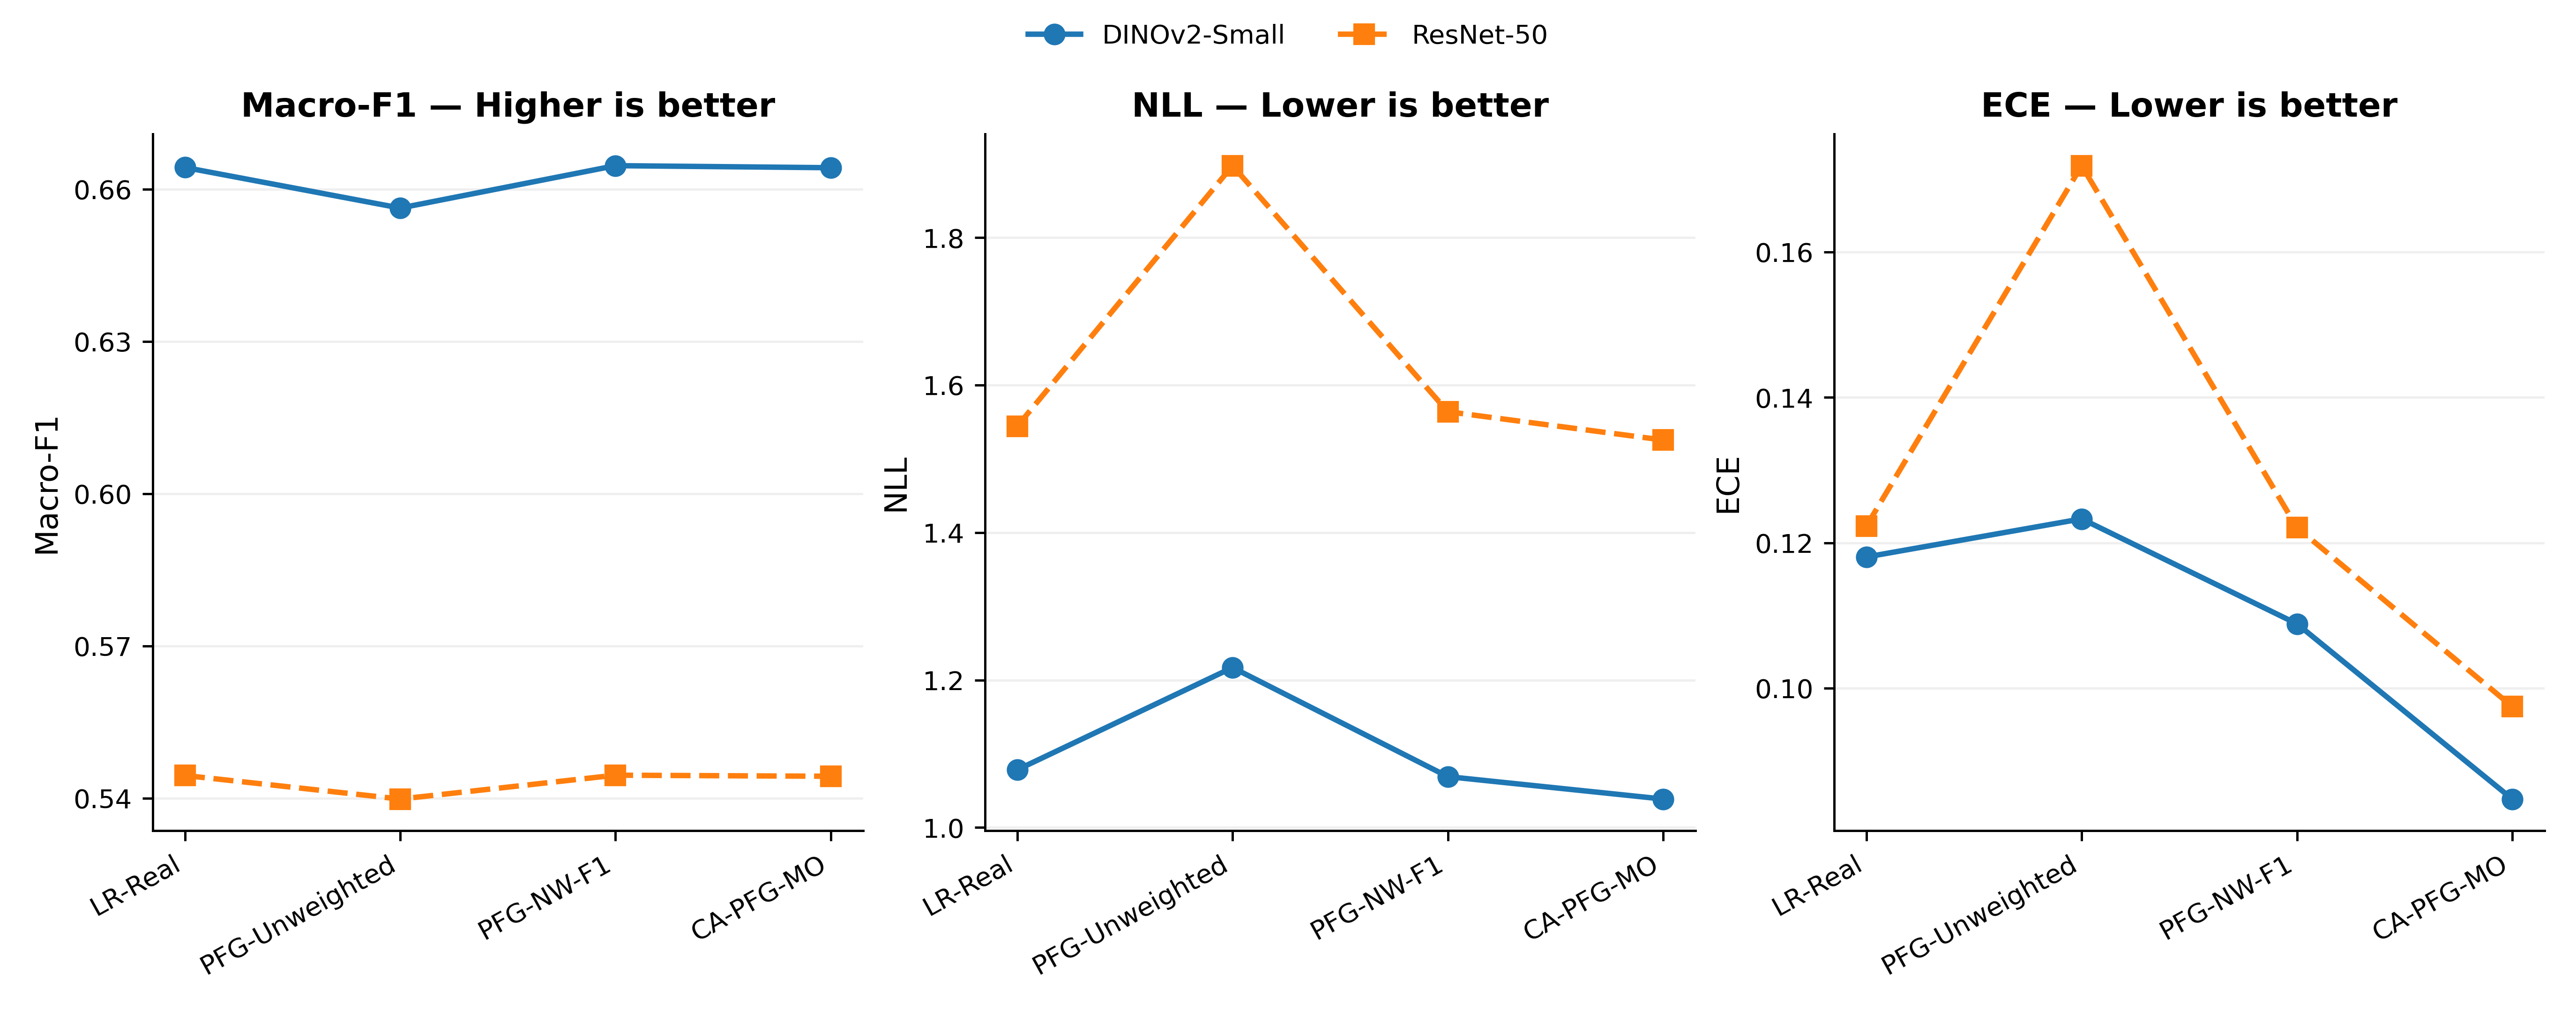 DINOv2-Small
ResNet-50
Macro-F1 — Higher is better
Macro-F1
0.66
0.63
0.60
0.57
0.54
LR-Real
PFG-Unweighted
PFG-NW-F1
CA-PFG-MO
NLL — Lower is better
NLL
1.8
1.6
1.4
1.2
1.0
LR-Real
PFG-Unweighted
PFG-NW-F1
CA-PFG-MO
ECE — Lower is better
ECE
0.16
0.14
0.12
0.10
LR-Real
PFG-Unweighted
PFG-NW-F1
CA-PFG-MO